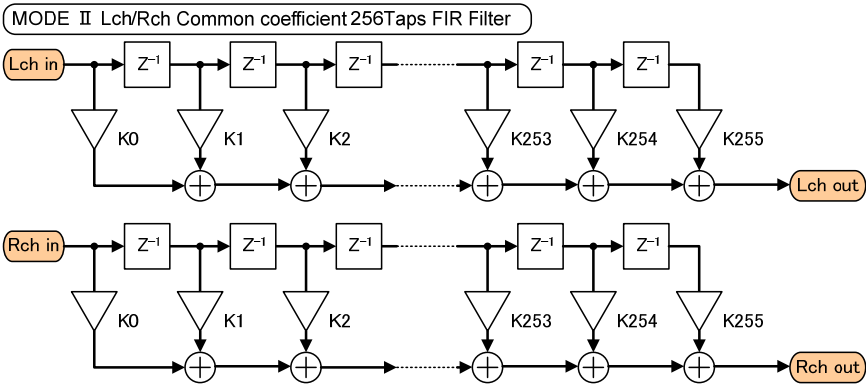 MODE Ⅱ Lch/Rch Common coefficient 256Taps FIR Filter
Lch in Z⁻¹ Z⁻¹ Z⁻¹ Z⁻¹ Z⁻¹
K0 K1 K2 K253 K254 K255
Lch out
Rch in Z⁻¹ Z⁻¹ Z⁻¹ Z⁻¹ Z⁻¹
K0 K1 K2 K253 K254 K255
Rch out